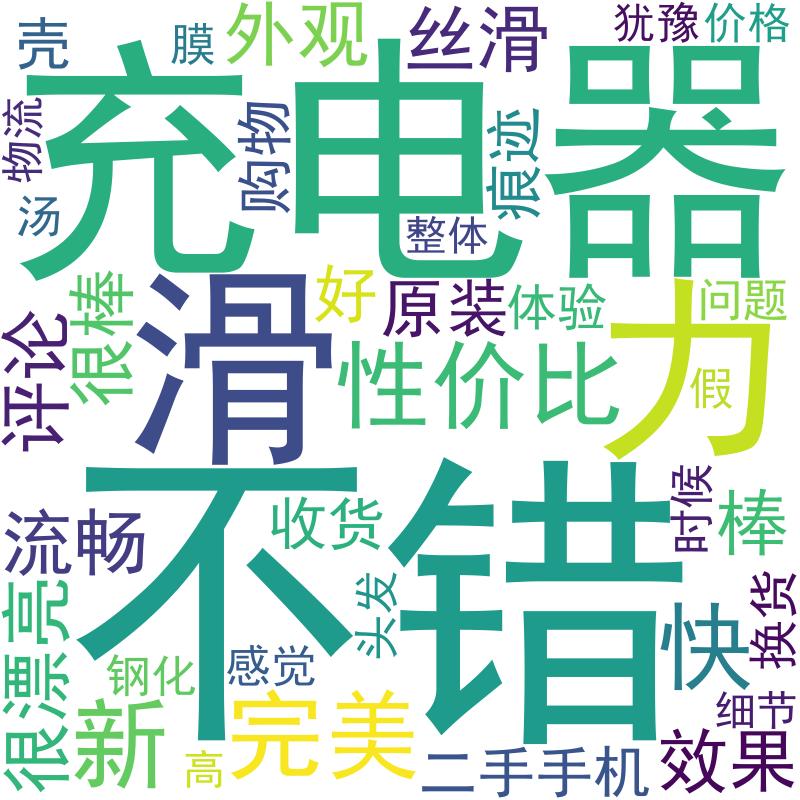 壳
膜
外观
丝滑
犹豫
价格
充电器
物流
购物
痕迹
汤
整体
很棒
滑
好
原装
体验
力
问题
评论
性价比
假
不错
流畅
收货
时候
棒
很漂亮
头发
快
换货
钢化
感觉
新
完美
高
二手手机
效果
细节